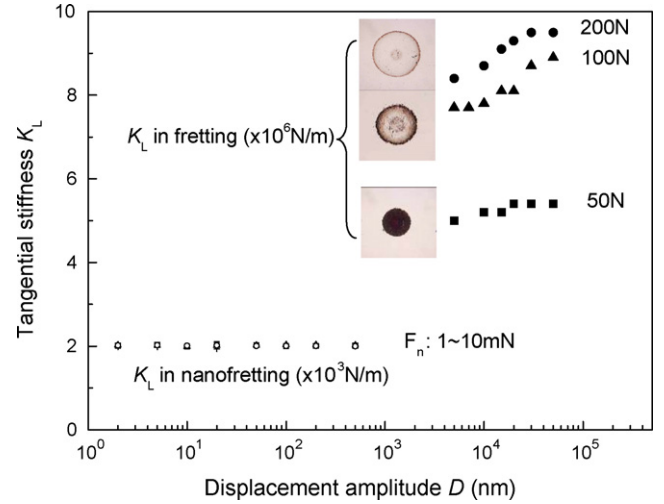 Tangential stiffness K_L
10
8
6
4
2
0
200N
100N
K_L in fretting (x10^6N/m)
50N
F_n: 1~10mN
K_L in nanofretting (x10^3N/m)
10^0 10^1 10^2 10^3 10^4 10^5
Displacement amplitude D (nm)